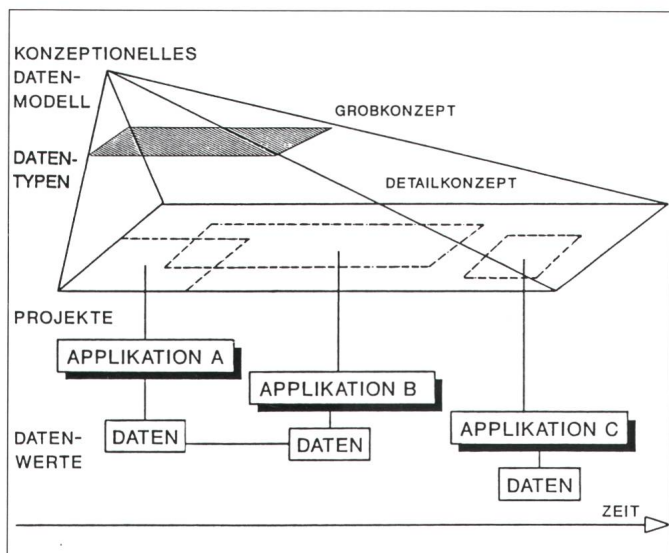 KONZEPTIONELLES
DATEN-
MODELL
GROBKONZEPT
DATEN-
TYPEN
DETAILKONZEPT
PROJEKTE
APPLIKATION A
APPLIKATION B
APPLIKATION C
DATEN-
WERTE
DATEN
DATEN
DATEN
ZEIT